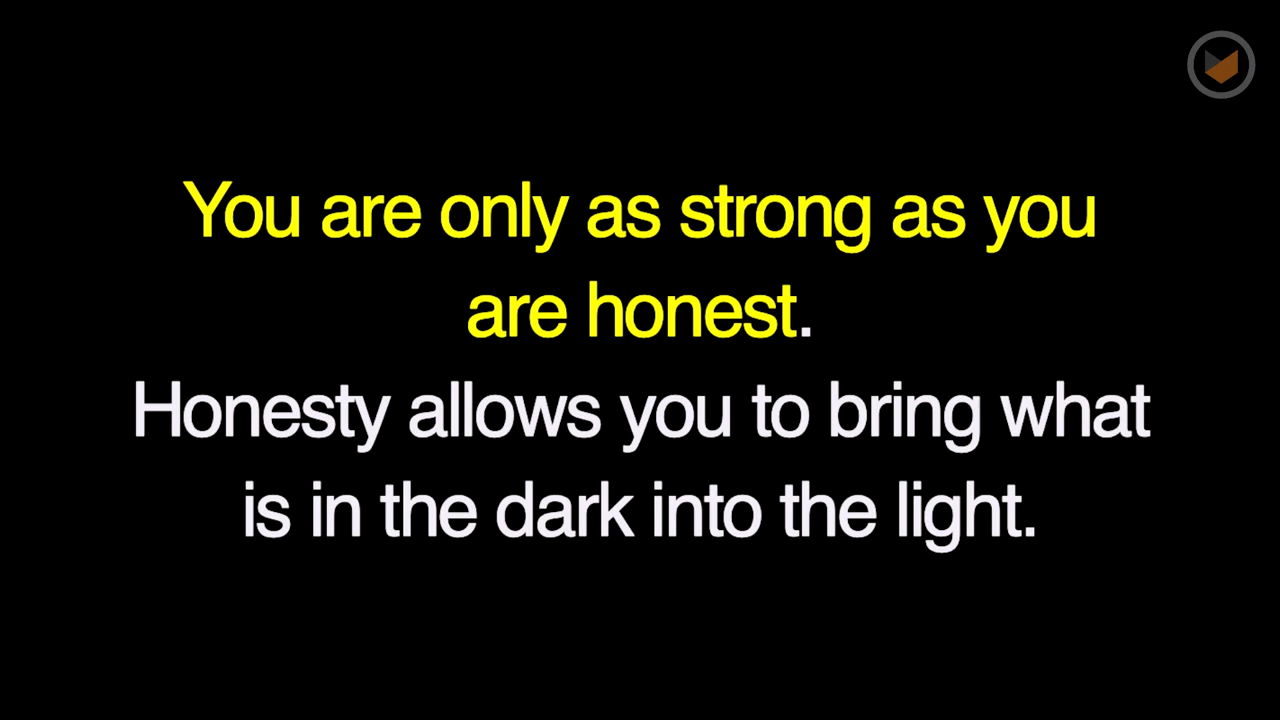 You are only as strong as you
are honest.
Honesty allows you to bring what
is in the dark into the light.